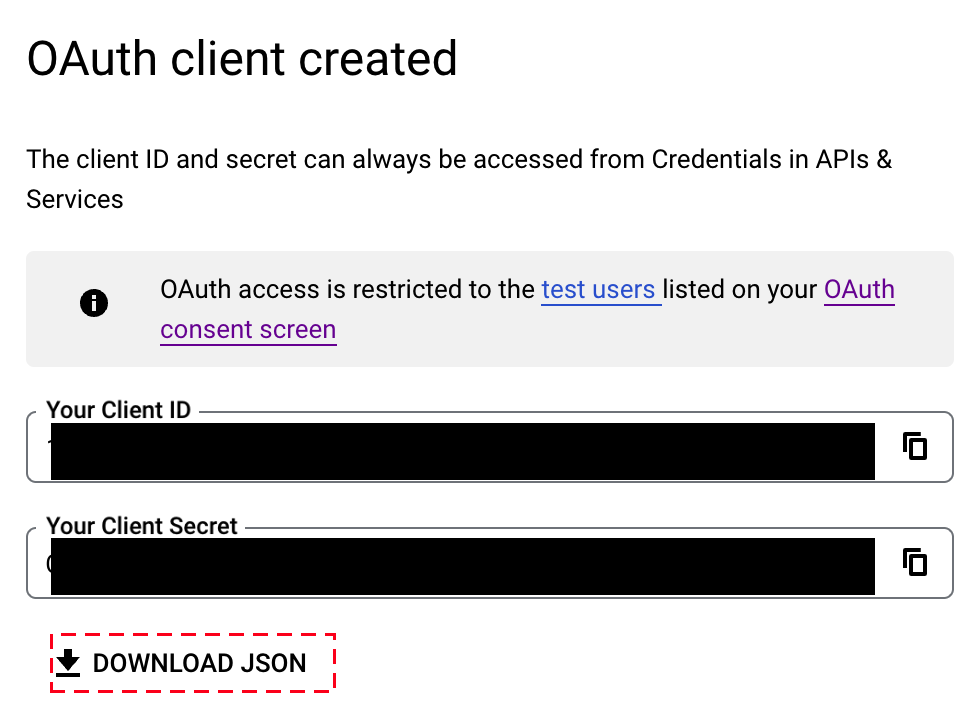 OAuth client created
The client ID and secret can always be accessed from Credentials in APIs &
Services
OAuth access is restricted to the test users listed on your OAuth
consent screen
Your Client ID
Your Client Secret
DOWNLOAD JSON